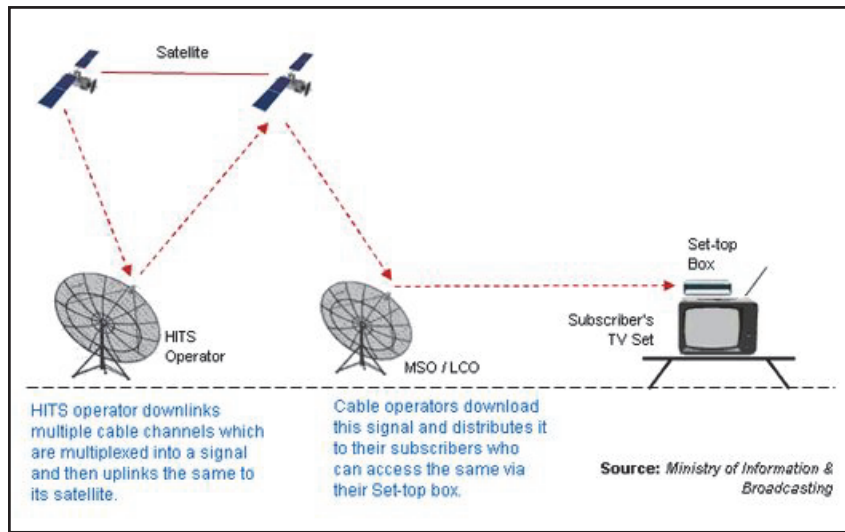 Satellite
Set-top
Box
HITS
Operator
MSO / LCO
Subscriber's
TV Set
HITS operator downlinks
multiple cable channels which
are multiplexed into a signal
and then uplinks the same to
its satellite.
Cable operators download
this signal and distributes it
to their subscribers who
can access the same via
their Set-top box.
Source: Ministry of Information &
Broadcasting